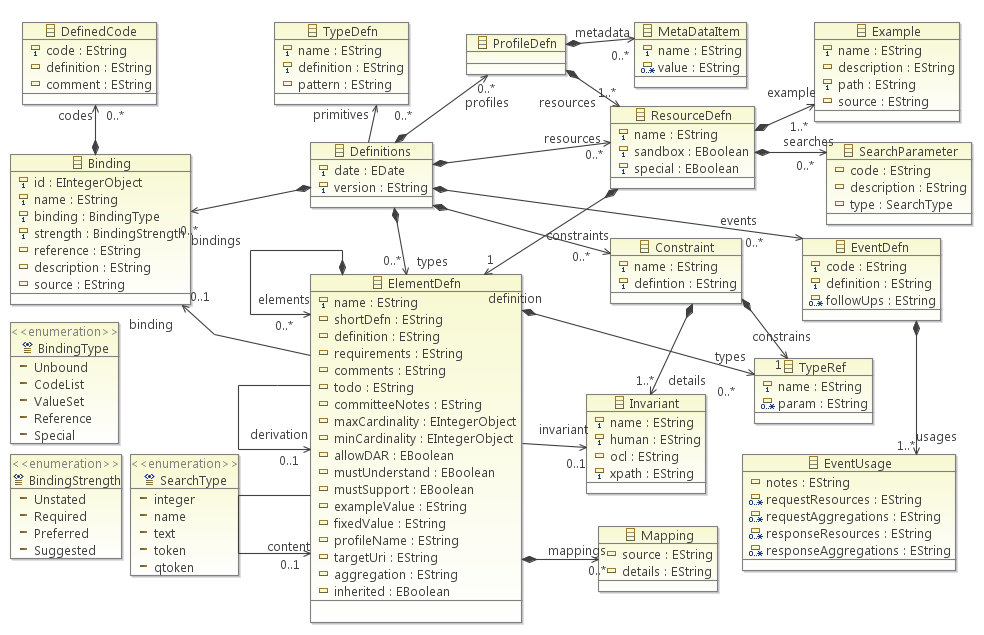 DefinedCode
code : EString
definition : EString
comment : EString
TypeDefn
name : EString
definition : EString
pattern : EString
ProfileDefn
metadata
0..*
MetaDataItem
name : EString
value : EString
Example
name : EString
description : EString
path : EString
source : EString
codes
0..*
primitives
0..*
0..*
profiles
resources
1..*
example
1..*
ResourceDefn
name : EString
sandbox : EBoolean
special : EBoolean
searches
0..*
SearchParameter
code : EString
description : EString
type : SearchType
Binding
id : EIntegerObject
name : EString
binding : BindingType
strength : BindingStrength
reference : EString
description : EString
source : EString
Definitions
date : EDate
version : EString
resources
0..*
0..*
bindings
events
0..*
constraints
0..*
0..*
types
1
definition
Constraint
name : EString
defintion : EString
EventDefn
code : EString
definition : EString
followUps : EString
elements
0..*
0..1
binding
ElementDefn
name : EString
shortDefn : EString
definition : EString
requirements : EString
comments : EString
todo : EString
committeeNotes : EString
maxCardinality : EIntegerObject
minCardinality : EIntegerObject
allowDAR : EBoolean
mustUnderstand : EBoolean
mustSupport : EBoolean
exampleValue : EString
fixedValue : EString
profileName : EString
targetUri : EString
aggregation : EString
inherited : EBoolean
constrains
1
types
0..*
TypeRef
name : EString
param : EString
1..*
details
Invariant
name : EString
human : EString
ocl : EString
xpath : EString
invariant
0..1
derivation
0..1
content
0..1
1..*
usages
EventUsage
notes : EString
requestResources : EString
requestAggregations : EString
responseResources : EString
responseAggregations : EString
mappings
0..*
Mapping
source : EString
details : EString
<<enumeration>>
BindingType
Unbound
CodeList
ValueSet
Reference
Special
<<enumeration>>
BindingStrength
Unstated
Required
Preferred
Suggested
<<enumeration>>
SearchType
integer
name
text
token
qtoken